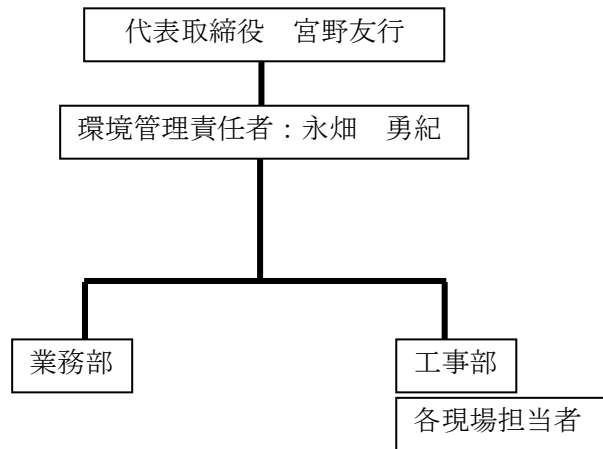 代表取締役　宮野友行
環境管理責任者：永畑　勇紀
業務部
工事部
各現場担当者